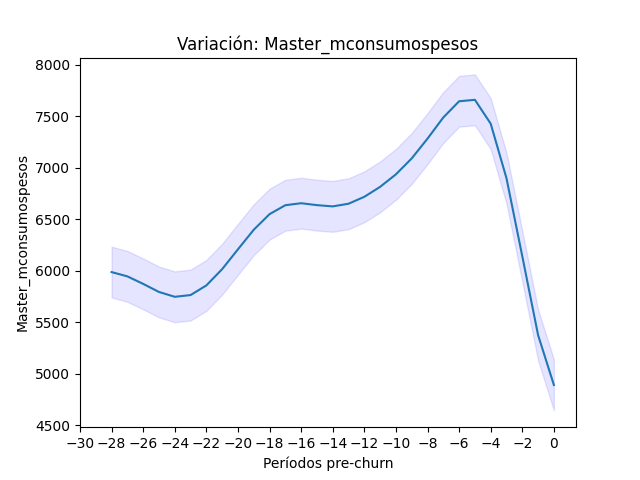 Variación: Master_mconsumospesos
Master_mconsumospesos
8000
7500
7000
6500
6000
5500
5000
4500
−30 −28 −26 −24 −22 −20 −18 −16 −14 −12 −10 −8 −6 −4 −2 0
Períodos pre-churn